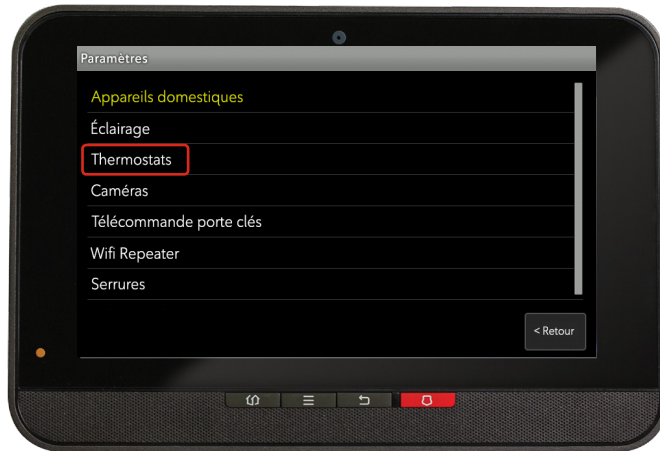 Paramètres
Appareils domestiques
Éclairage
Thermostats
Caméras
Télécommande porte clés
Wifi Repeater
Serrures
< Retour